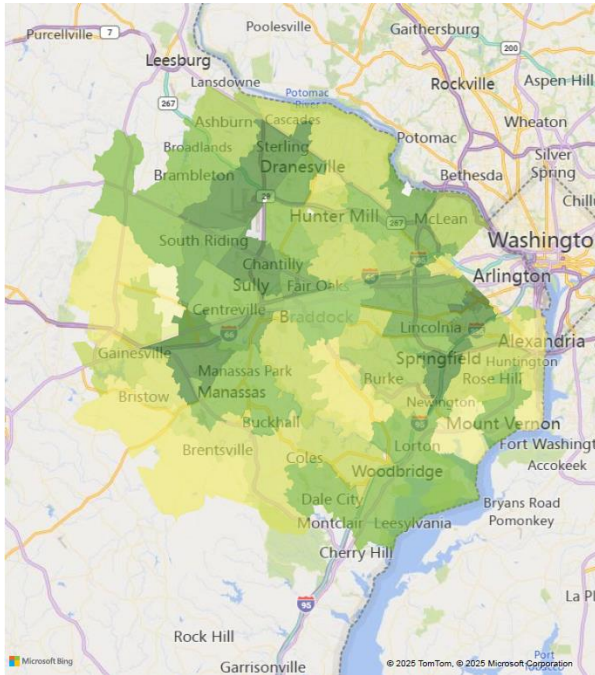 Poolesville
Gaithersburg
Purcellville
7
200
Leesburg
Lansdowne
Rockville
Aspen Hill
Potomac
River
267
Ashburn
Cascades
Wheaton
Potomac
Broadlands
Sterling
Silver
Spring
Brambleton
Dranesville
Bethesda
28
Chillu
Hunter Mill
267
McLean
South Riding
Washingto
Chantilly
Arlington
Sully
Fair Oaks
Centreville
Braddock
Lincolnia
66
Alexandria
Gainesville
Springfield
Huntington
Manassas Park
Burke
Rose Hill
Manassas
Bristow
Newington
Buckhall
Mount Vernon
Fort Washingt
Brentsville
Lorton
Coles
Accokeek
Woodbridge
Dale City
Bryans Road
Montclair
Leesylvania
Pomonkey
Cherry Hill
95
La Pl
Rock Hill
Port
Tobacco
Microsoft Bing
© 2025 TomTom, © 2025 Microsoft Corporation
Garrisonville